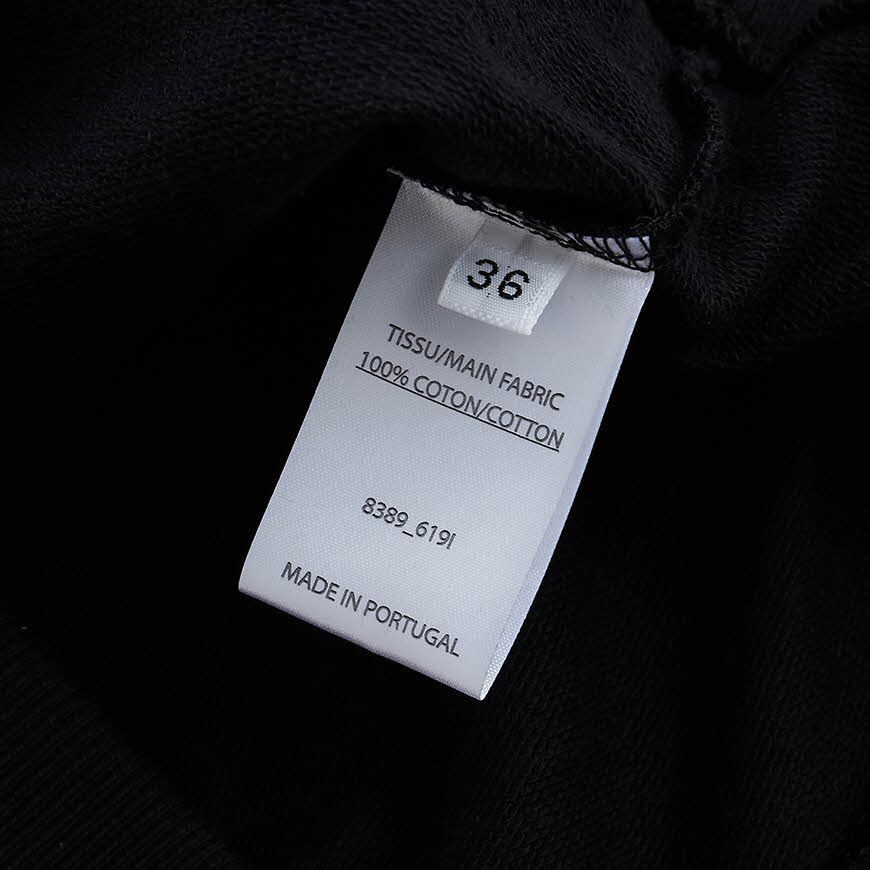 36
TISSU/MAIN FABRIC
100% COTON/COTTON
8389_619I
MADE IN PORTUGAL